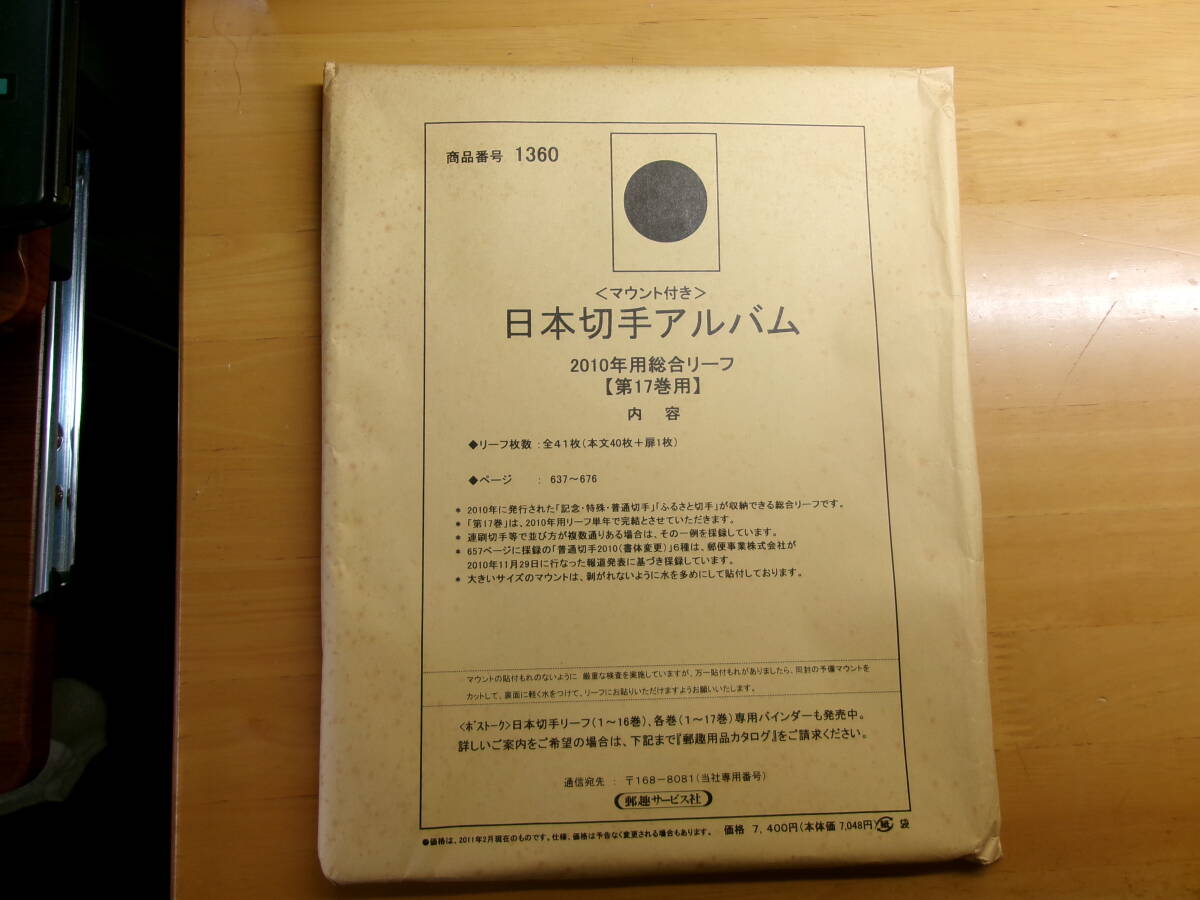 商品番号 1360
<マウント付き>
日本切手アルバム
2010年用総合リーフ
【第17巻用】
内 容
◆リーフ枚数 : 全41枚(本文40枚+扉1枚)
◆ページ : 637～676
* 2010年に発行された「記念・特殊・普通切手」「ふるさと切手」が収納できる総合リーフです。
* 「第17巻」は、2010年用リーフ単年で完結とさせていただきます。
* 連刷切手等で並び方が複数通りある場合は、その一例を採録しています。
* 657ページに採録の「普通切手2010(書体変更)」6種は、郵便事業株式会社が
2010年11月29日に行なった報道発表に基づき採録しています。
* 大きいサイズのマウントは、剥がれないように水を多めにして貼付しております。
マウントの貼付もれのないように 厳重な検査を実施していますが、万一貼付もれがありましたら、同封の予備マウントを
カットして、裏面に軽く水をつけて、リーフにお貼りいただけますようお願いいたします。
<ボストーク>日本切手リーフ(1～16巻)、各巻(1～17巻)専用バインダーも発売中。
詳しいご案内をご希望の場合は、下記まで『郵趣用品カタログ』をご請求ください。
通信宛先 : 〒168-8081(当社専用番号)
郵趣サービス社
●価格は、2011年2月現在のものです。仕様、価格は予告なく変更される場合もあります。 価格 7,400円(本体価 7,048円) 紙 袋